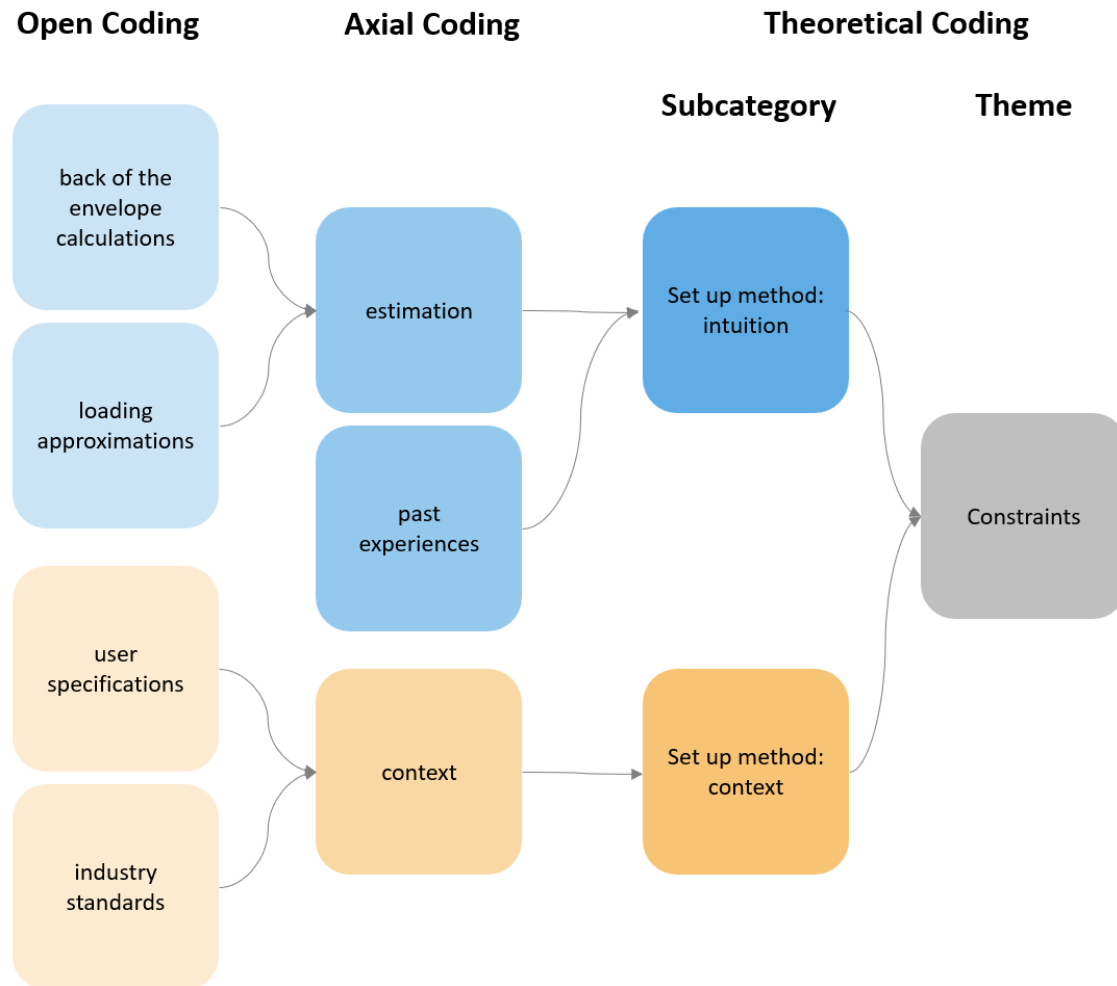 Open Coding
Axial Coding
Theoretical Coding
Subcategory
Theme
back of the
envelope
calculations
loading
approximations
user
specifications
industry
standards
estimation
past
experiences
context
Set up method:
intuition
Set up method:
context
Constraints